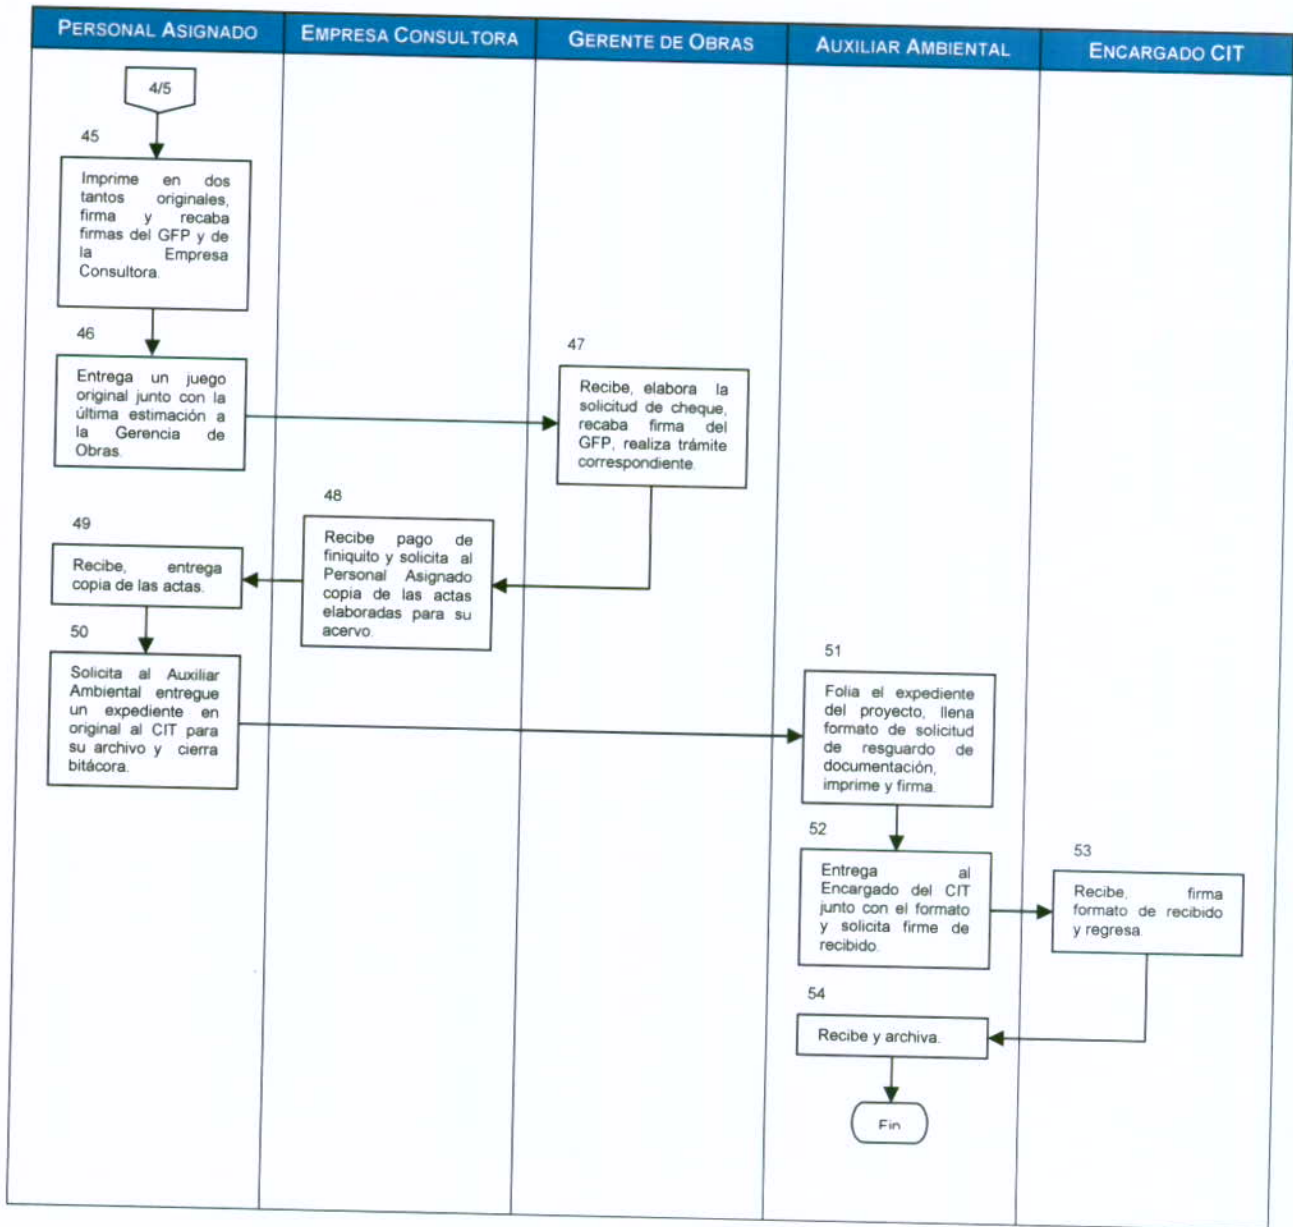 PERSONAL ASIGNADO
EMPRESA CONSULTORA
GERENTE DE OBRAS
AUXILIAR AMBIENTAL
ENCARGADO CIT
4/5
45
Imprime en dos
tantos originales,
firma y recaba
firmas del GFP y de
la Empresa
Consultora.
46
Entrega un juego
original junto con la
última estimación a
la Gerencia de
Obras.
47
Recibe, elabora la
solicitud de cheque,
recaba firma del
GFP, realiza trámite
correspondiente.
48
Recibe pago de
finiquito y solicita al
Personal Asignado
copia de las actas
elaboradas para su
acervo.
49
Recibe, entrega
copia de las actas.
50
Solicita al Auxiliar
Ambiental entregue
un expediente en
original al CIT para
su archivo y cierra
bitácora.
51
Folia el expediente
del proyecto, llena
formato de solicitud
de resguardo de
documentación,
imprime y firma.
52
Entrega al
Encargado del CIT
junto con el formato
y solicita firme de
recibido.
53
Recibe, firma
formato de recibido
y regresa.
54
Recibe y archiva.
Fin